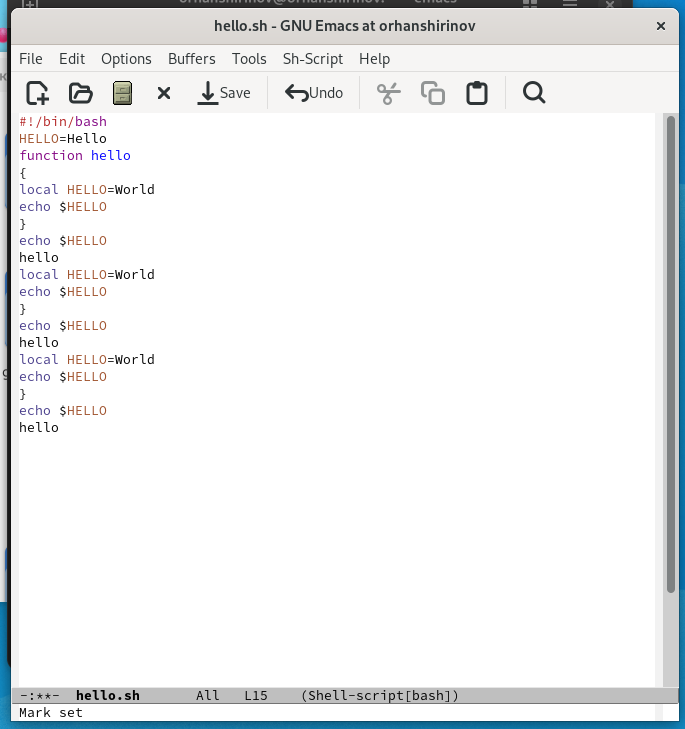 hello.sh - GNU Emacs at orhanshirinov
File Edit Options Buffers Tools Sh-Script Help
Save Undo
#!/bin/bash
HELLO=Hello
function hello
{
local HELLO=World
echo $HELLO
}
echo $HELLO
hello
local HELLO=World
echo $HELLO
}
echo $HELLO
hello
local HELLO=World
echo $HELLO
}
echo $HELLO
hello
-:**- hello.sh All L15 (Shell-script[bash])
Mark set